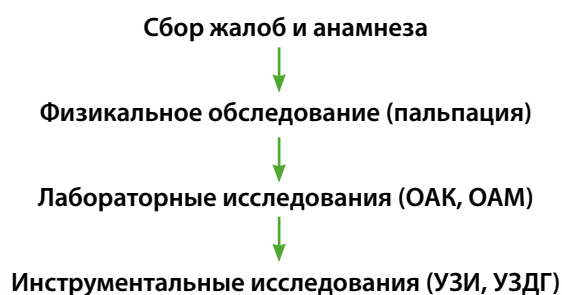 Сбор жалоб и анамнеза
Физикальное обследование (пальпация)
Лабораторные исследования (ОАК, ОАМ)
Инструментальные исследования (УЗИ, УЗДГ)